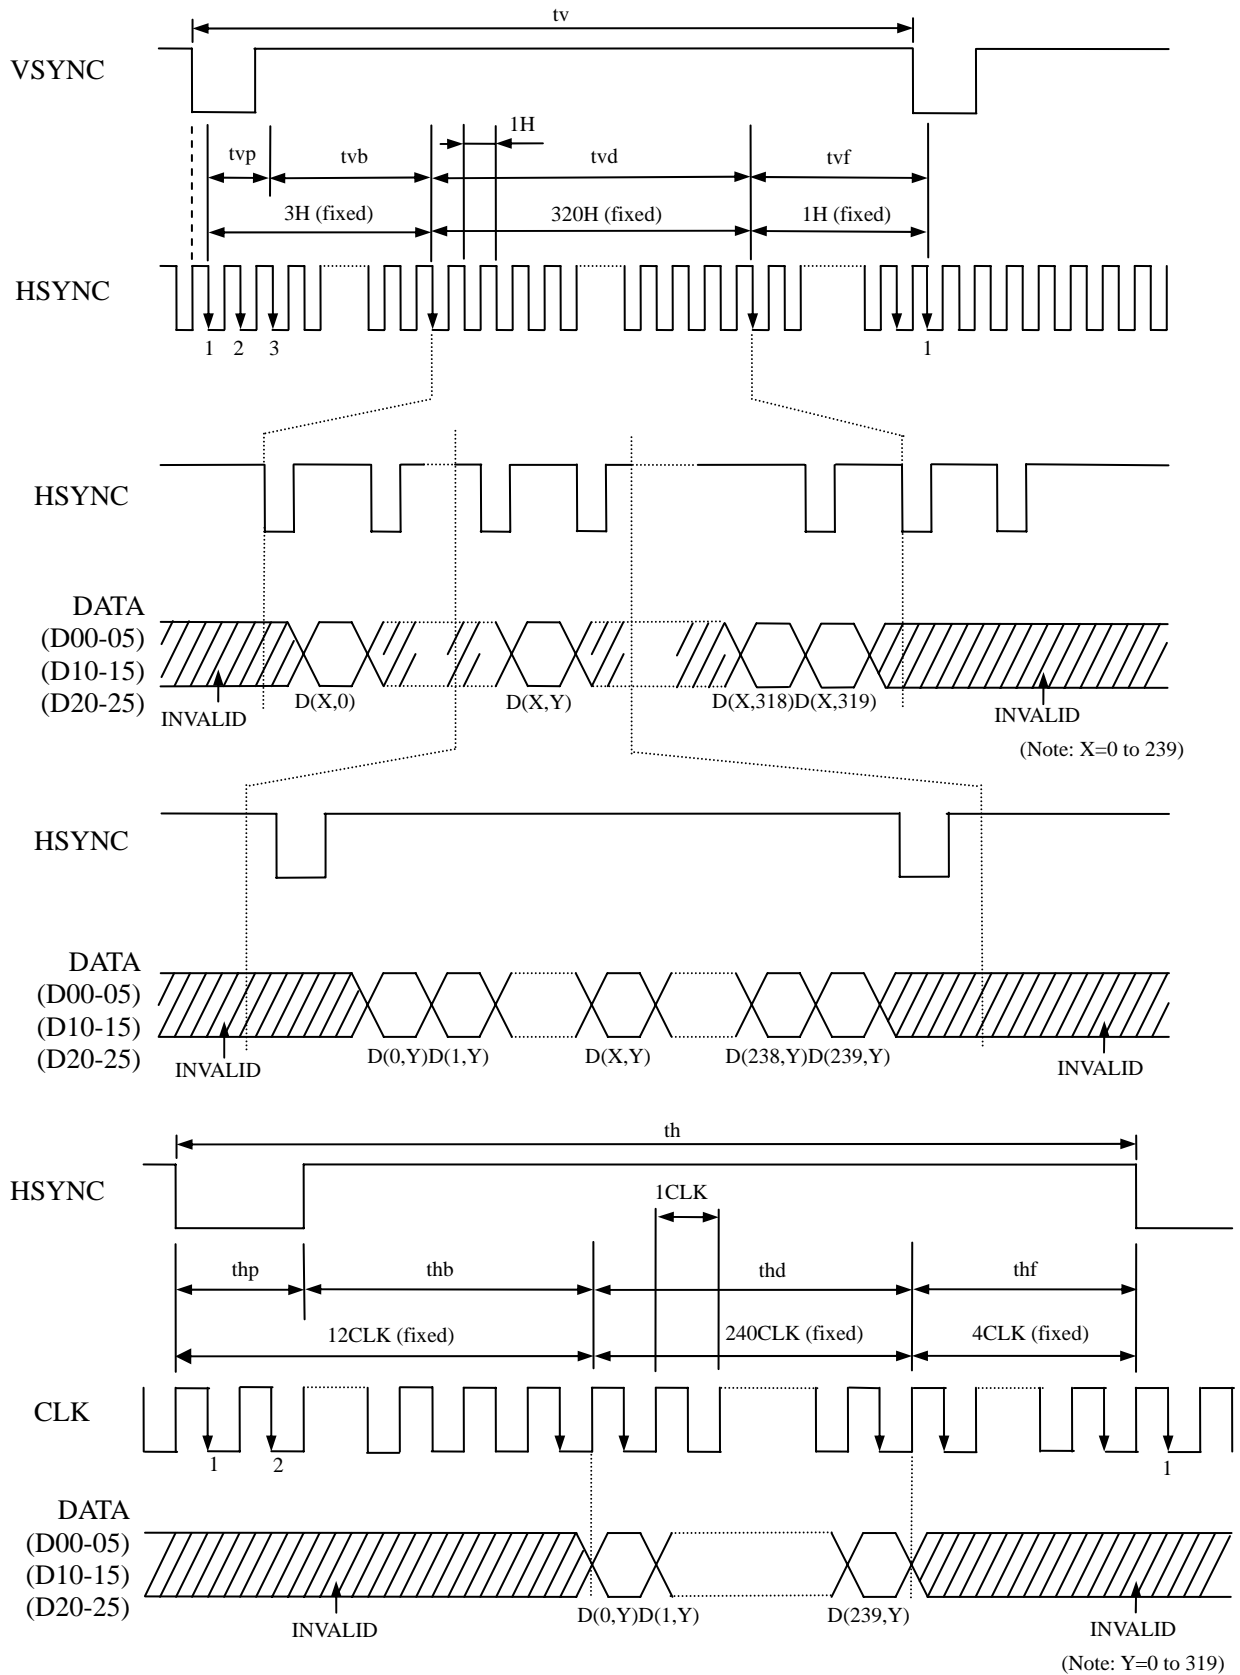 tv
VSYNC
1H
tvp tvb tvd tvf
3H (fixed) 320H (fixed) 1H (fixed)
HSYNC
1 2 3 1
HSYNC
DATA
(D00-05)
(D10-15)
(D20-25)
D(X,0) D(X,Y) D(X,318) D(X,319)
INVALID INVALID
(Note: X=0 to 239)
HSYNC
DATA
(D00-05)
(D10-15)
(D20-25)
D(0,Y) D(1,Y) D(X,Y) D(238,Y) D(239,Y)
INVALID INVALID
th
HSYNC
1CLK
thp thb thd thf
12CLK (fixed) 240CLK (fixed) 4CLK (fixed)
CLK
1 2 1
DATA
(D00-05)
(D10-15)
(D20-25)
D(0,Y) D(1,Y) D(239,Y)
INVALID INVALID
(Note: Y=0 to 319)